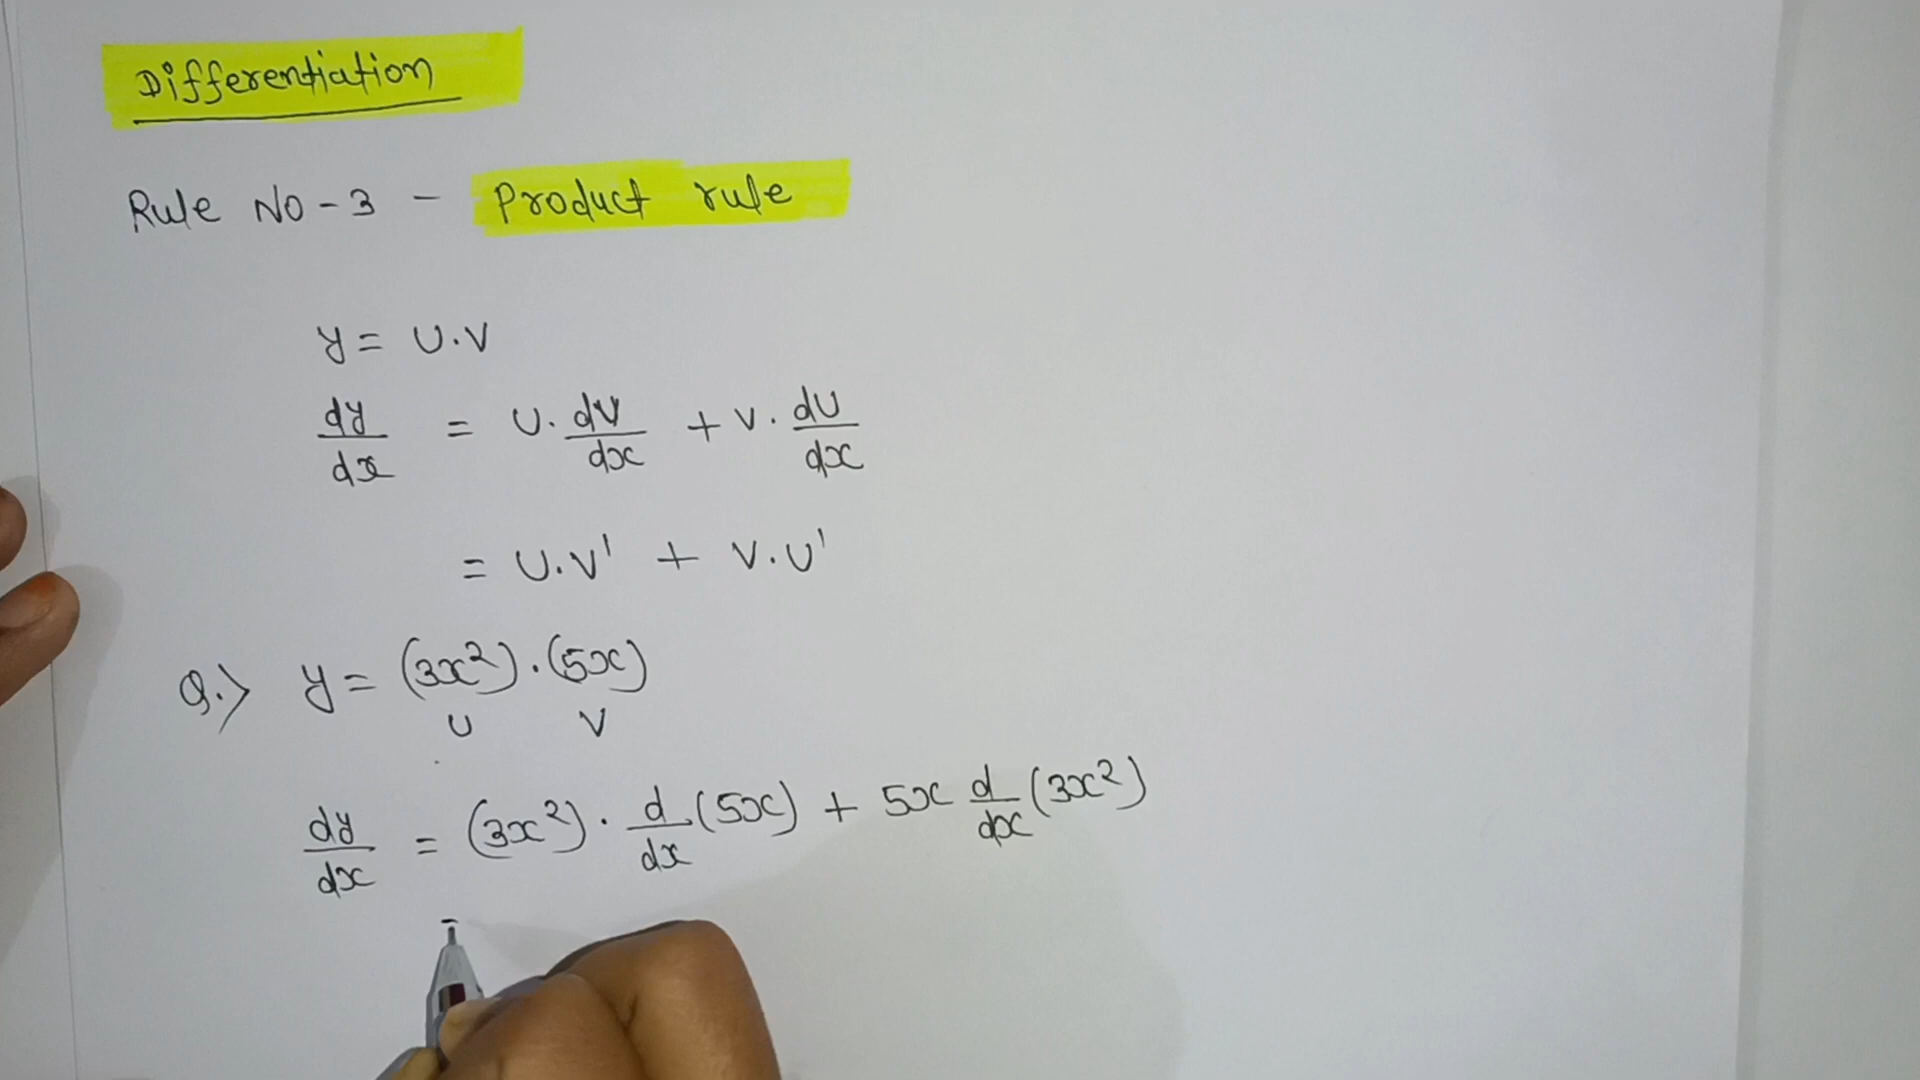 Differentiation
Rule No-3 - Product rule
y = U.V
dy/dx = U. dV/dx + V. dU/dx
= U.V' + V.U'
Q.> y = (3x²).(5x)
U V
dy/dx = (3x²). d/dx (5x) + 5x d/dx (3x²)
=